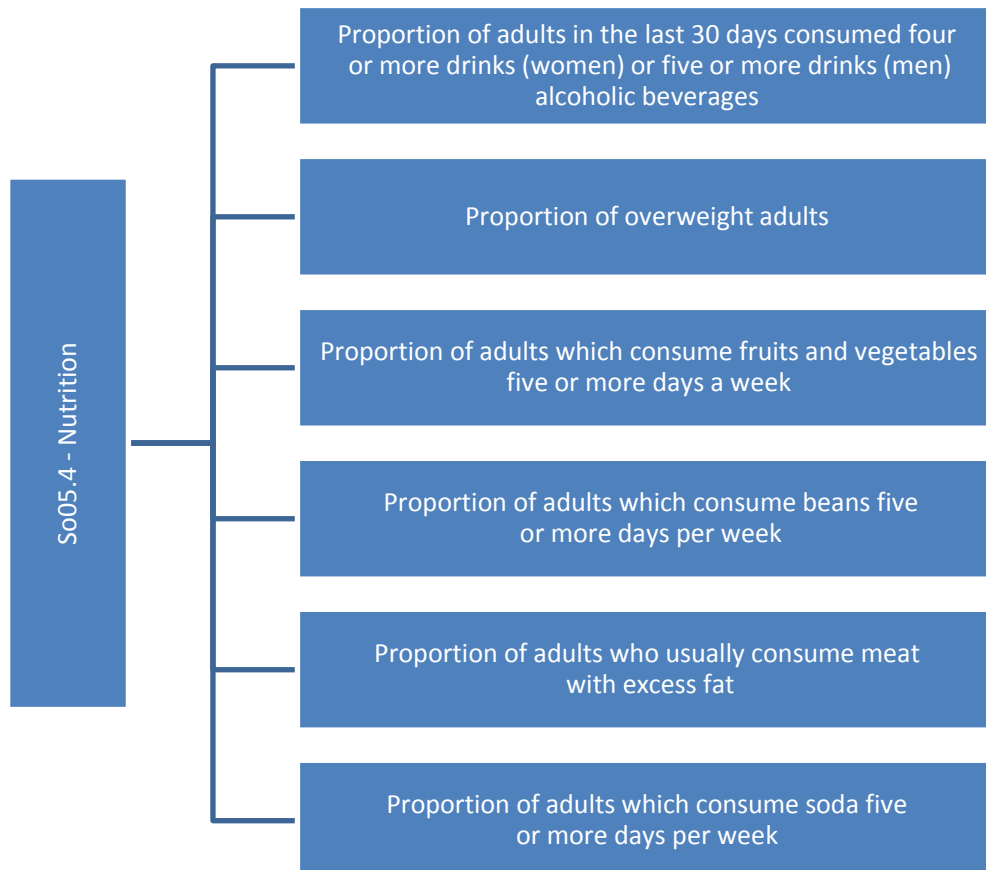 So05.4 - Nutrition
Proportion of adults in the last 30 days consumed four
or more drinks (women) or five or more drinks (men)
alcoholic beverages
Proportion of overweight adults
Proportion of adults which consume fruits and vegetables
five or more days a week
Proportion of adults which consume beans five
or more days per week
Proportion of adults who usually consume meat
with excess fat
Proportion of adults which consume soda five
or more days per week